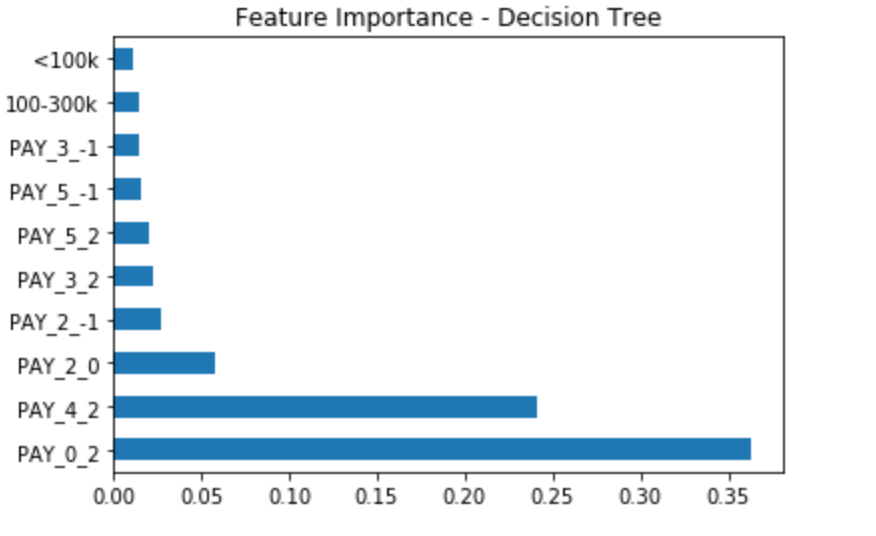 Feature Importance - Decision Tree
<100k
100-300k
PAY_3_-1
PAY_5_-1
PAY_5_2
PAY_3_2
PAY_2_-1
PAY_2_0
PAY_4_2
PAY_0_2
0.00 0.05 0.10 0.15 0.20 0.25 0.30 0.35